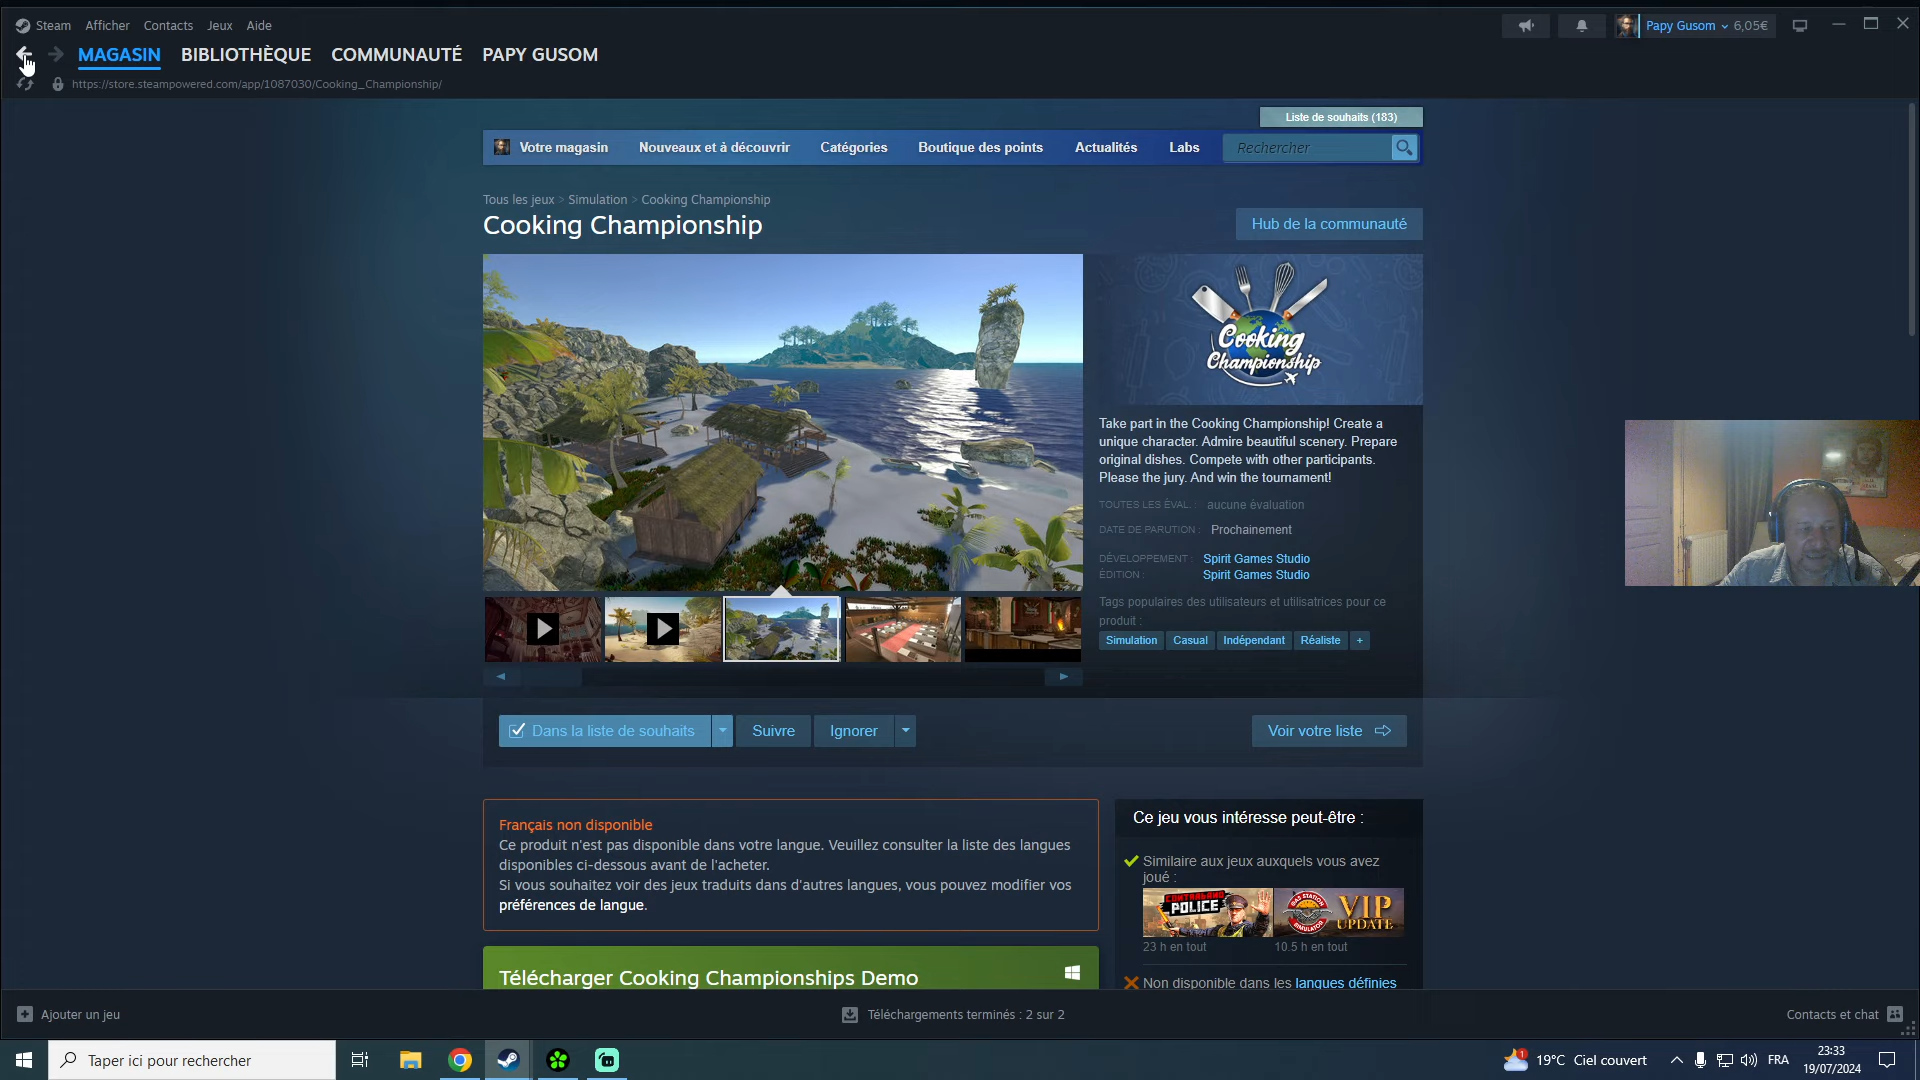 Steam Afficher Contacts Jeux Aide
Papy Gusom 6,05€
MAGASIN BIBLIOTHÈQUE COMMUNAUTÉ PAPY GUSOM
https://store.steampowered.com/app/1087030/Cooking_Championship/
Liste de souhaits (183)
Votre magasin Nouveaux et à découvrir Catégories Boutique des points Actualités Labs Rechercher
Tous les jeux > Simulation > Cooking Championship
Cooking Championship
Hub de la communauté
Cooking
Championship
Take part in the Cooking Championship! Create a
unique character. Admire beautiful scenery. Prepare
original dishes. Compete with other participants.
Please the jury. And win the tournament!
TOUTES LES ÉVAL. : aucune évaluation
DATE DE PARUTION : Prochainement
DÉVELOPPEMENT : Spirit Games Studio
ÉDITION : Spirit Games Studio
Tags populaires des utilisateurs et utilisatrices pour ce
produit :
Simulation Casual Indépendant Réaliste +
Dans la liste de souhaits Suivre Ignorer Voir votre liste
Français non disponible
Ce produit n'est pas disponible dans votre langue. Veuillez consulter la liste des langues
disponibles ci-dessous avant de l'acheter.
Si vous souhaitez voir des jeux traduits dans d'autres langues, vous pouvez modifier vos
préférences de langue.
Ce jeu vous intéresse peut-être :
Similaire aux jeux auxquels vous avez
joué :
CONTRABAND
POLICE
GAS STATION
SIMULATOR
VIP
UPDATE
23 h en tout 10.5 h en tout
Non disponible dans les langues définies
Télécharger Cooking Championships Demo
Ajouter un jeu
Téléchargements terminés : 2 sur 2
Contacts et chat
Taper ici pour rechercher
1
19°C Ciel couvert
FRA
23:33
19/07/2024